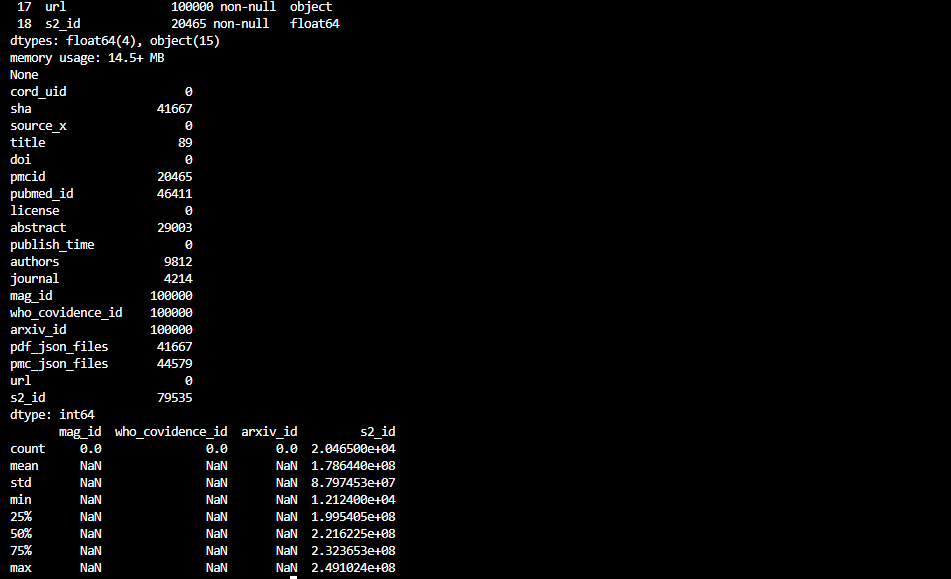 17  url                  100000 non-null  object
18  s2_id                20465 non-null   float64
dtypes: float64(4), object(15)
memory usage: 14.5+ MB
None
cord_uid                 0
sha                  41667
source_x                 0
title                   89
doi                      0
pmcid                20465
pubmed_id            46411
license                  0
abstract             29003
publish_time             0
authors               9812
journal               4214
mag_id              100000
who_covidence_id    100000
arxiv_id            100000
pdf_json_files       41667
pmc_json_files       44579
url                      0
s2_id                79535
dtype: int64
       mag_id  who_covidence_id  arxiv_id         s2_id
count     0.0               0.0       0.0  2.046500e+04
mean      NaN               NaN       NaN  1.786440e+08
std       NaN               NaN       NaN  8.797453e+07
min       NaN               NaN       NaN  1.212400e+04
25%       NaN               NaN       NaN  1.995405e+08
50%       NaN               NaN       NaN  2.216225e+08
75%       NaN               NaN       NaN  2.323653e+08
max       NaN               NaN       NaN  2.491024e+08